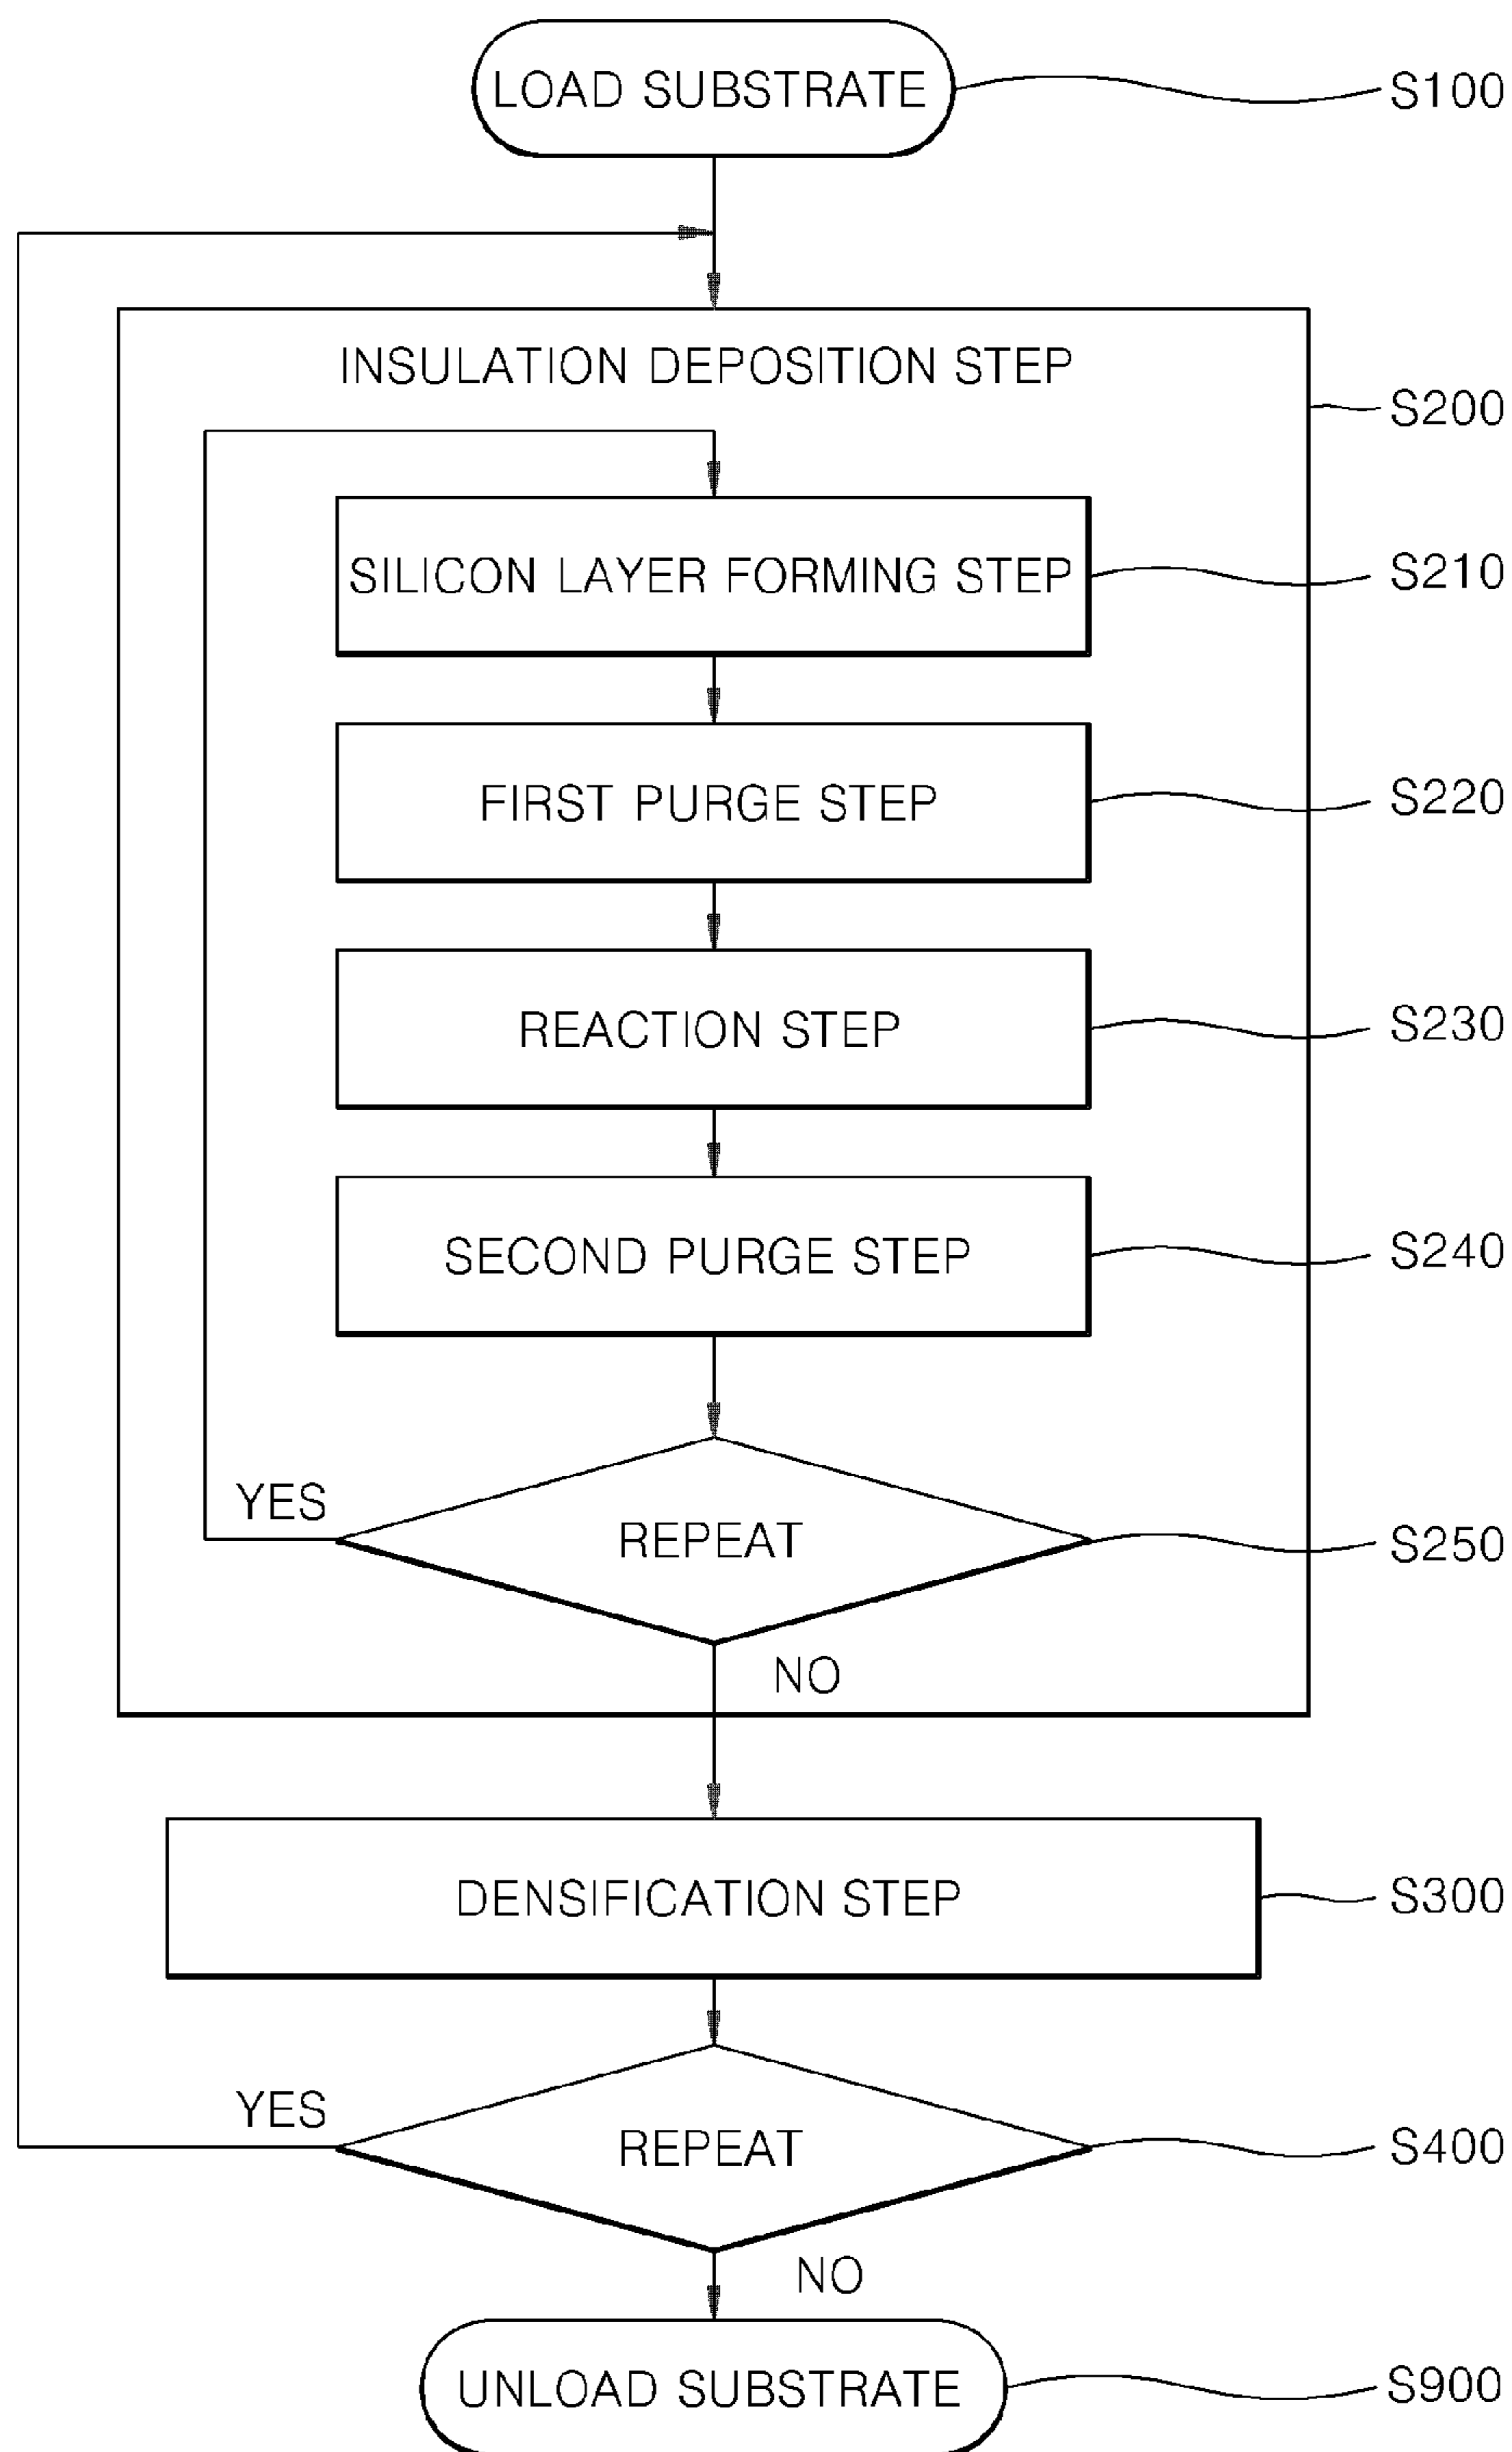 LOAD SUBSTRATE
S100
INSULATION DEPOSITION STEP
S200
SILICON LAYER FORMING STEP
S210
FIRST PURGE STEP
S220
REACTION STEP
S230
SECOND PURGE STEP
S240
YES
REPEAT
S250
NO
DENSIFICATION STEP
S300
YES
REPEAT
S400
NO
UNLOAD SUBSTRATE
S900